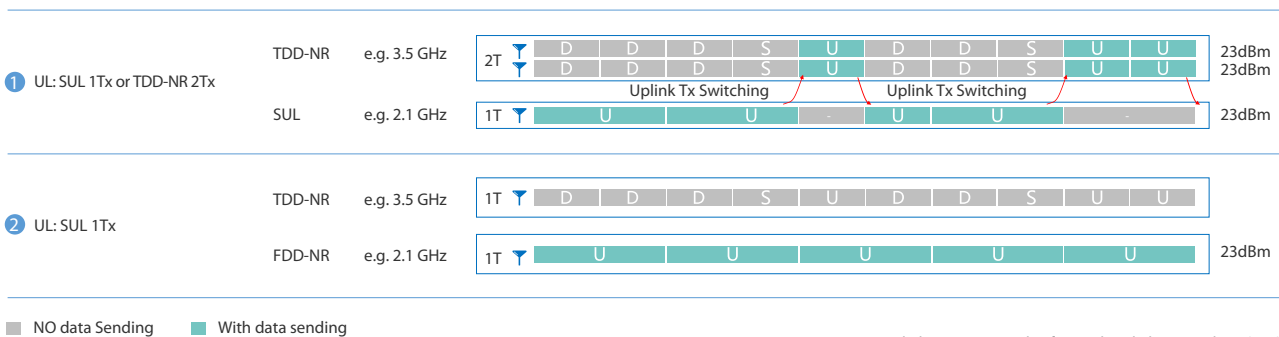 TDD-NR e.g. 3.5 GHz 2T D D D S U D D S U U 23dBm
D D D S U D D S U U 23dBm
1 UL: SUL 1Tx or TDD-NR 2Tx
Uplink Tx Switching Uplink Tx Switching
SUL e.g. 2.1 GHz 1T U U - U U - 23dBm
TDD-NR e.g. 3.5 GHz 1T D D D S U D D S U U
2 UL: SUL 1Tx
FDD-NR e.g. 2.1 GHz 1T U U U U U 23dBm
NO data Sending With data sending